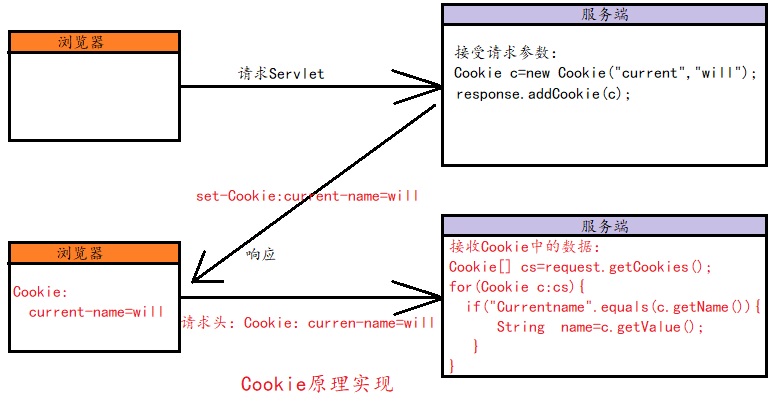 浏览器
服务端
请求Servlet
接受请求参数:
Cookie c=new Cookie("current","will");
response.addCookie(c);
set-Cookie:current-name=will
响应
浏览器
Cookie:
current-name=will
请求头: Cookie: curren-name=will
服务端
接收Cookie中的数据:
Cookie[] cs=request.getCookies();
for(Cookie c:cs){
if("Currentname".equals(c.getName()){
String name=c.getValue();
}
}
Cookie原理实现